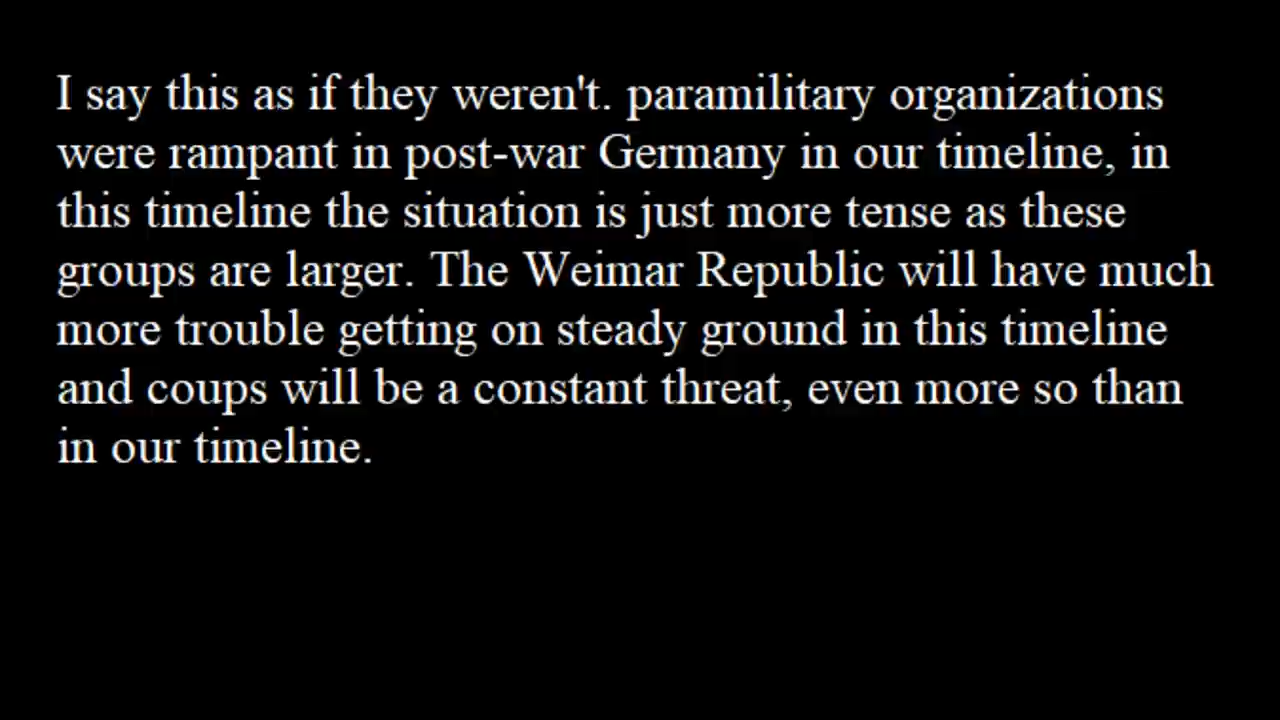 I say this as if they weren't. paramilitary organizations
were rampant in post-war Germany in our timeline, in
this timeline the situation is just more tense as these
groups are larger. The Weimar Republic will have much
more trouble getting on steady ground in this timeline
and coups will be a constant threat, even more so than
in our timeline.